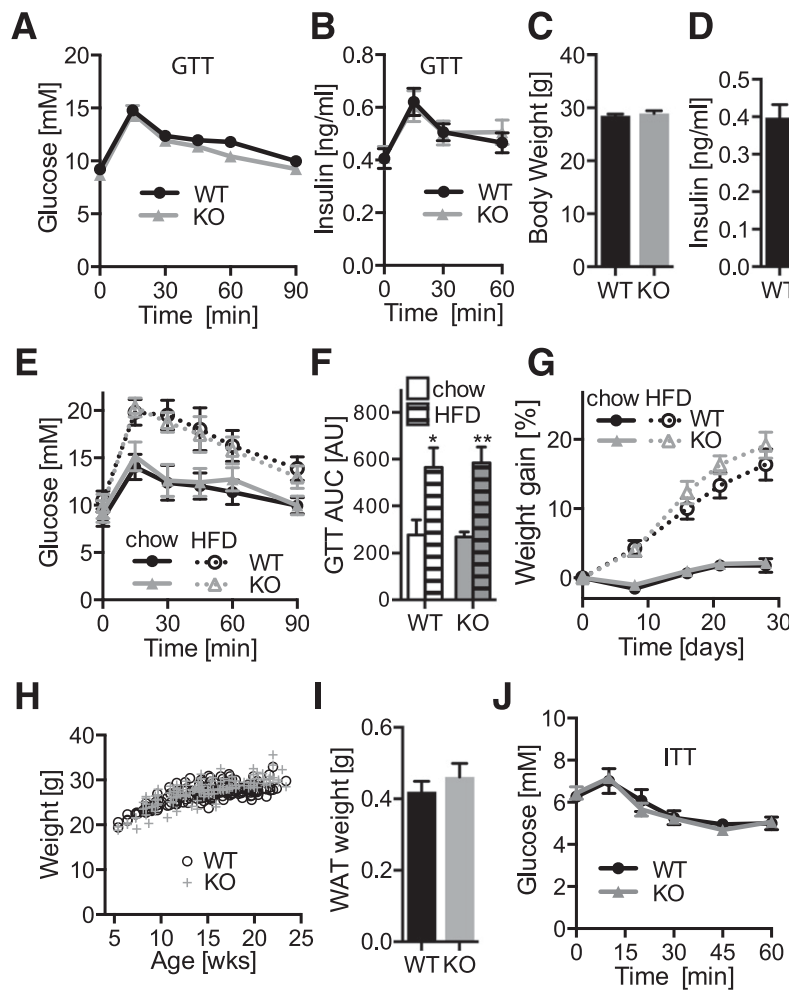 A
B
C
D
GTT
Glucose [mM]
20
15
10
5
0
WT
KO
0 30 60 90
Time [min]
GTT
Insulin [ng/ml]
0.8
0.6
0.4
0.2
0.0
WT
KO
0 30 60
Time [min]
Body Weight [g]
40
30
20
10
0
WT KO
Insulin [ng/ml]
0.5
0.4
0.3
0.2
0.1
0.0
WT
E
F
G
Glucose [mM]
20
15
10
5
0
chow HFD
WT
KO
0 30 60 90
Time [min]
chow
HFD
GTT AUC [AU]
800
600
400
200
0
* **
WT KO
chow HFD
WT
KO
Weight gain [%]
20
10
0
0 10 20 30
Time [days]
H
I
J
Weight [g]
40
30
20
10
0
WT
KO
5 10 15 20 25
Age [wks]
WAT weight [g]
0.6
0.4
0.2
0.0
WT KO
ITT
Glucose [mM]
10
8
6
4
2
0
WT
KO
0 15 30 45 60
Time [min]